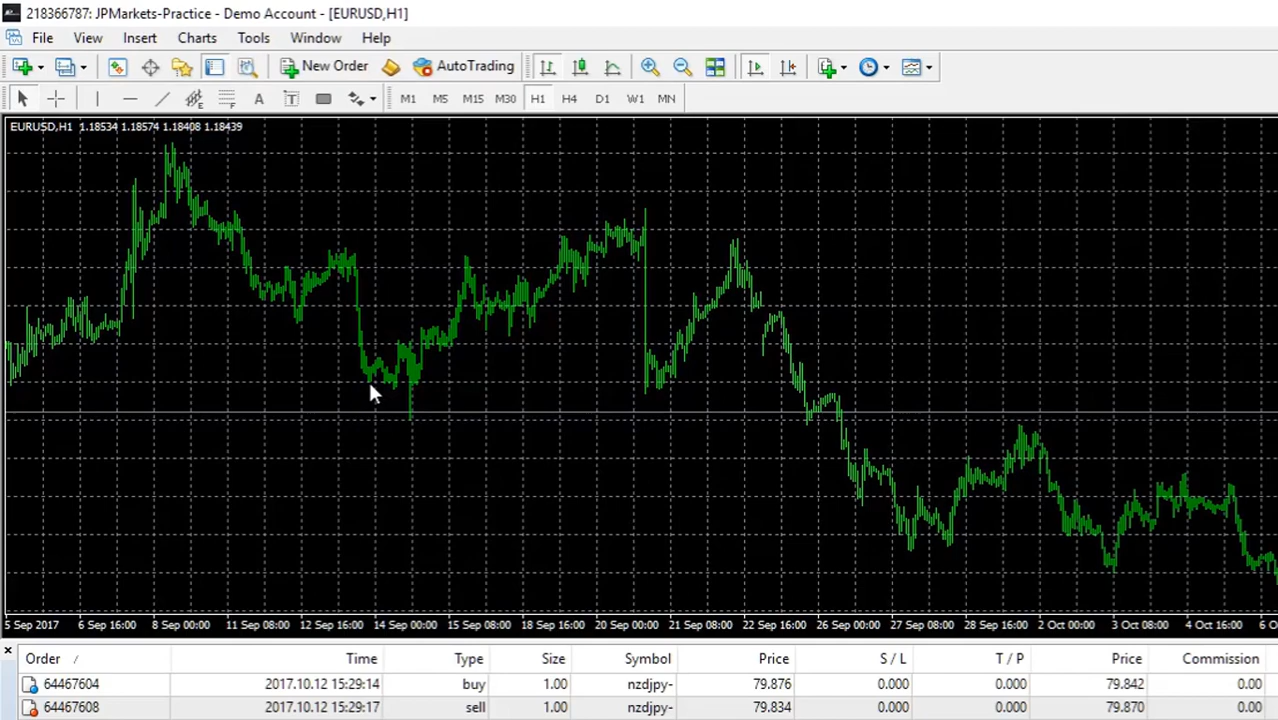 218366787: JPMarkets-Practice - Demo Account - [EURUSD,H1]
File View Insert Charts Tools Window Help
New Order AutoTrading
E F A T M1 M5 M15 M30 H1 H4 D1 W1 MN
EURUSD,H1 1.18534 1.18574 1.18408 1.18439
5 Sep 2017 6 Sep 16:00 8 Sep 00:00 11 Sep 08:00 12 Sep 16:00 14 Sep 00:00 15 Sep 08:00 18 Sep 16:00 20 Sep 00:00 21 Sep 08:00 22 Sep 16:00 26 Sep 00:00 27 Sep 08:00 28 Sep 16:00 2 Oct 00:00 3 Oct 08:00 4 Oct 16:00 6 O
Order / Time Type Size Symbol Price S / L T / P Price Commission
64467604 2017.10.12 15:29:14 buy 1.00 nzdjpy- 79.876 0.000 0.000 79.842 0.00
64467608 2017.10.12 15:29:17 sell 1.00 nzdjpy- 79.834 0.000 0.000 79.870 0.00